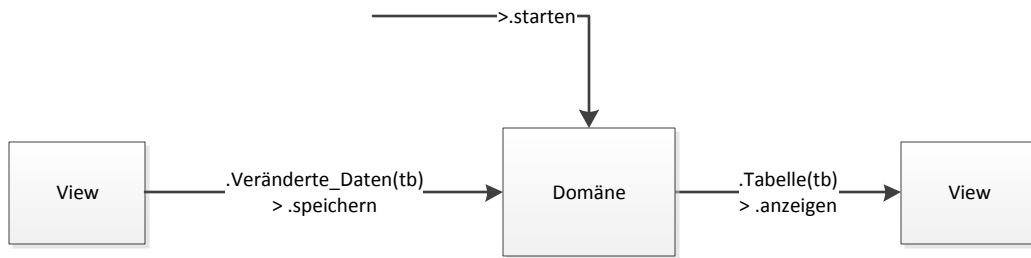 >.starten
View
.Veränderte_Daten(tb)
> .speichern
Domäne
.Tabelle(tb)
> .anzeigen
View